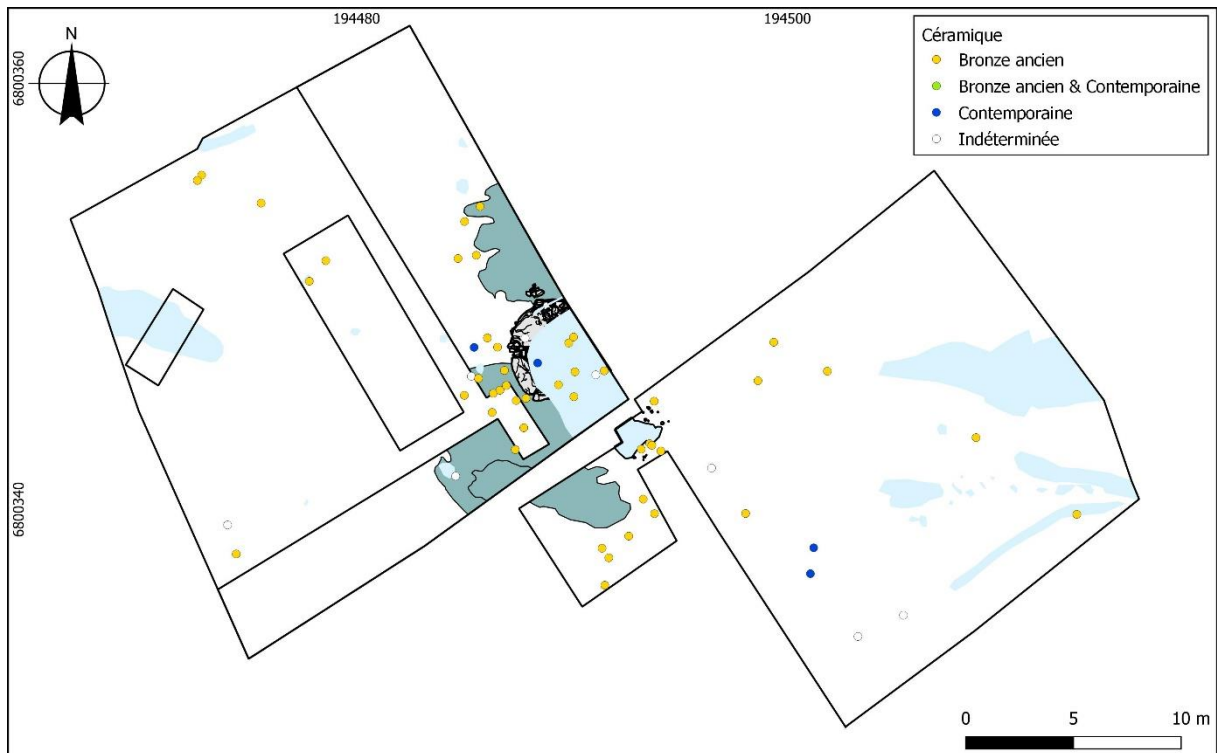 194480
194500
N
6800360
6800340
Céramique
Bronze ancien
Bronze ancien & Contemporaine
Contemporaine
Indéterminée
0 5 10 m